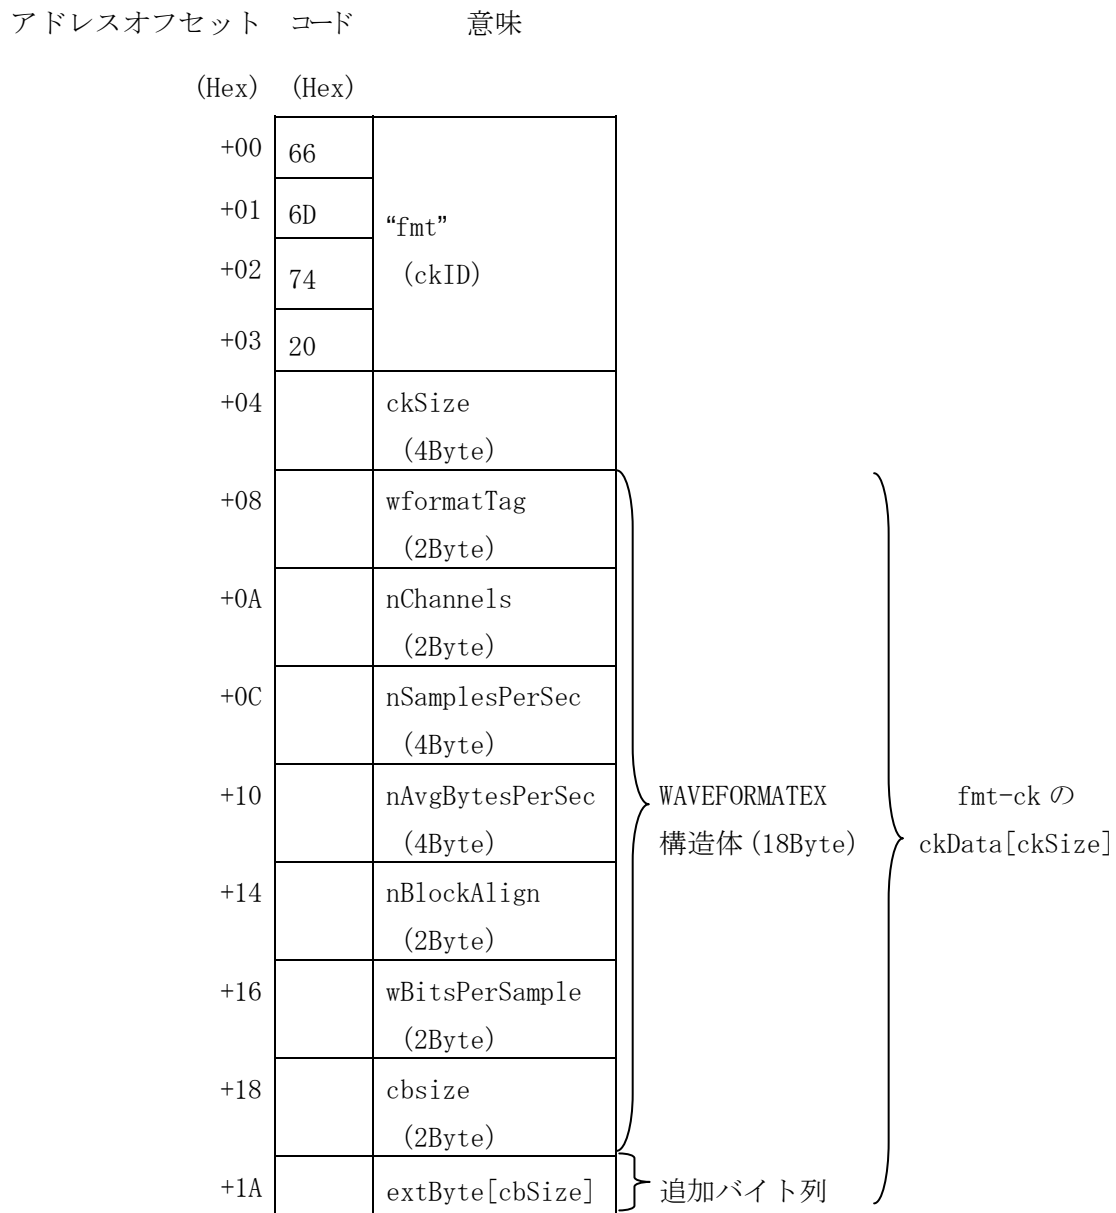 アドレスオフセット コード 意味
(Hex) (Hex)
+00 66
+01 6D “fmt”
+02 74 (ckID)
+03 20
+04 ckSize
(4Byte)
+08 wformatTag
(2Byte)
+0A nChannels
(2Byte)
+0C nSamplesPerSec
(4Byte)
+10 nAvgBytesPerSec WAVEFORMATEX fmt-ck の
(4Byte) 構造体(18Byte) ckData[ckSize]
+14 nBlockAlign
(2Byte)
+16 wBitsPerSample
(2Byte)
+18 cbsize
(2Byte)
+1A extByte[cbSize] 追加バイト列